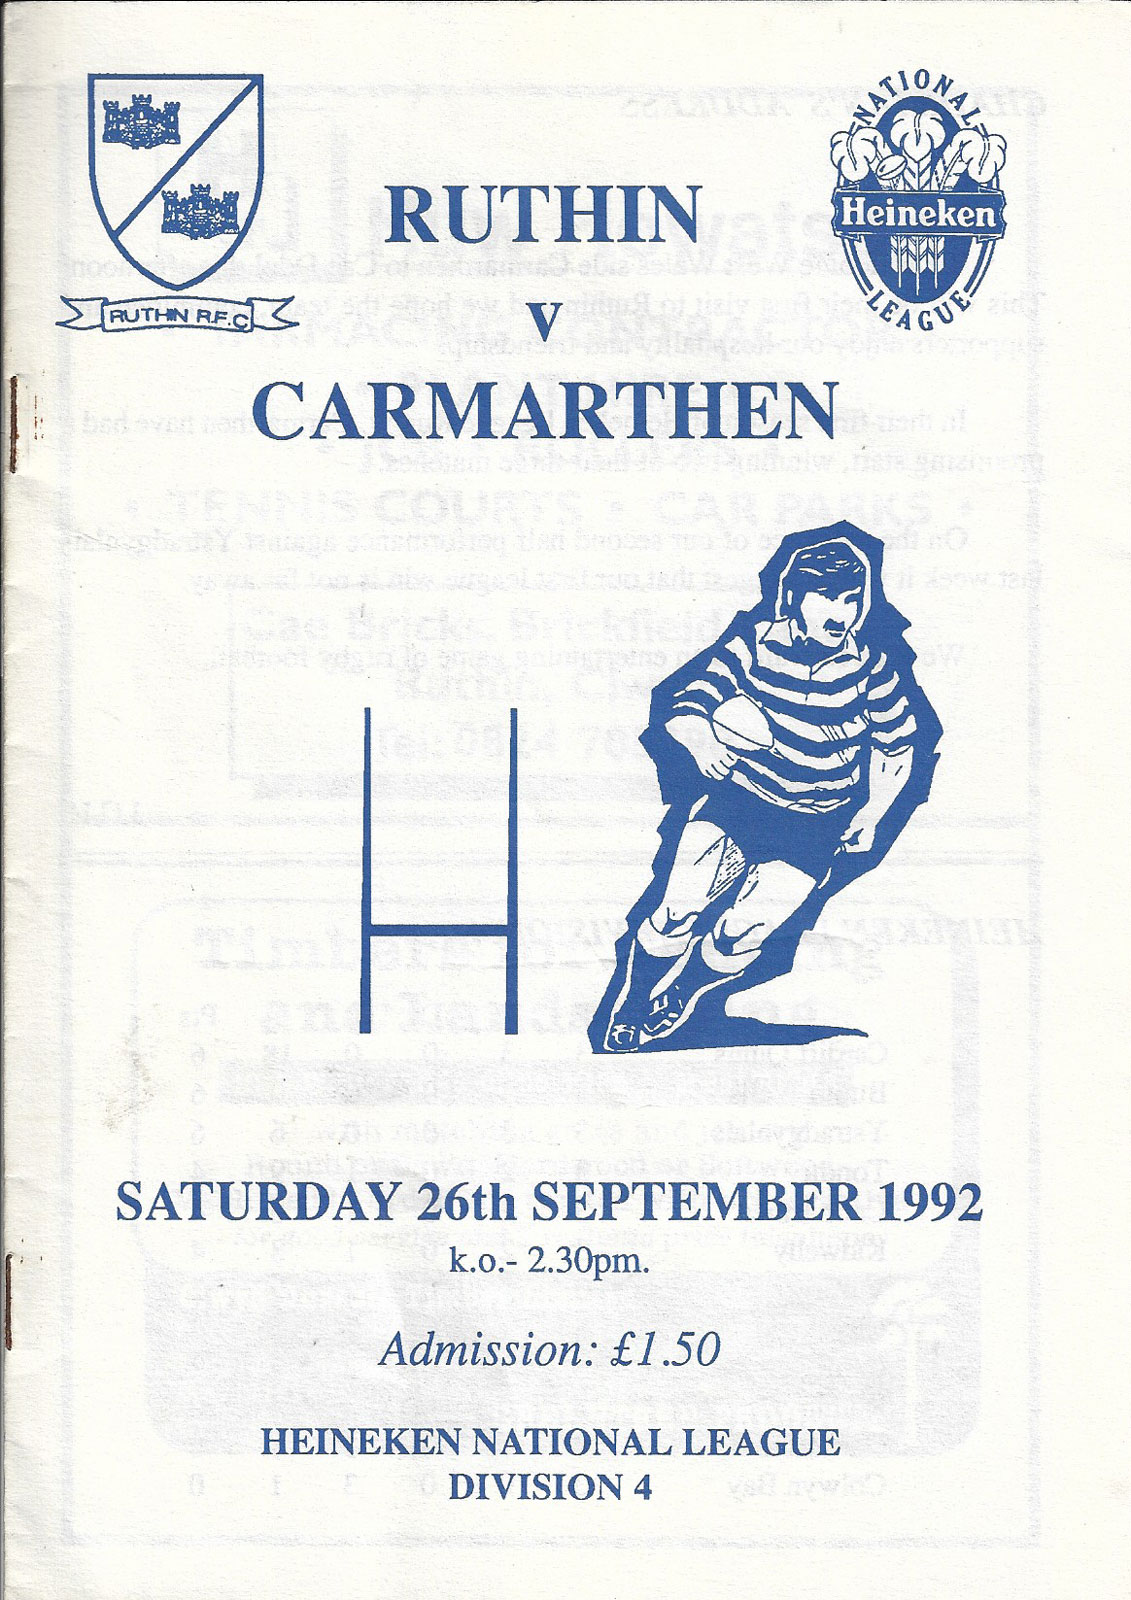 RUTHIN R.F.C
NATIONAL
Heineken
LEAGUE
RUTHIN
v
CARMARTHEN
SATURDAY 26th SEPTEMBER 1992
k.o.- 2.30pm.
Admission: £1.50
HEINEKEN NATIONAL LEAGUE
DIVISION 4